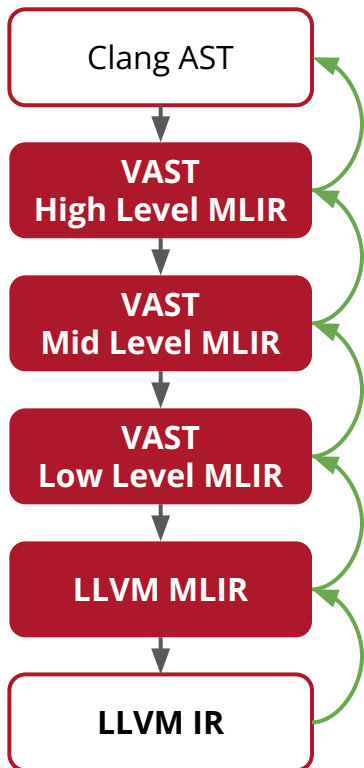 Clang AST
VAST
High Level MLIR
VAST
Mid Level MLIR
VAST
Low Level MLIR
LLVM MLIR
LLVM IR